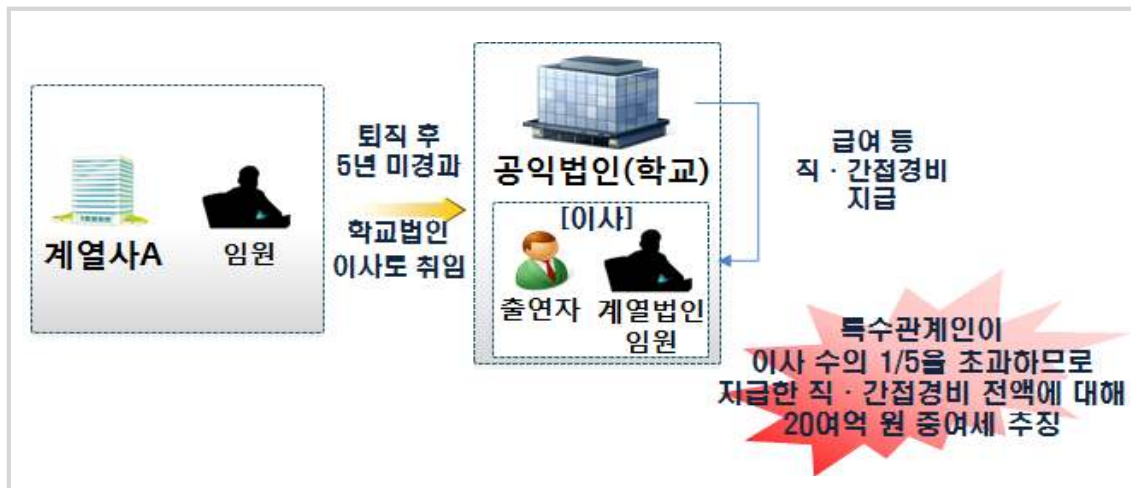 계열사A
임원
퇴직 후
5년 미경과
학교법인
이사로 취임
공익법인(학교)
[이사]
출연자
계열법인
임원
급여 등
직·간접경비
지급
특수관계인이
이사 수의 1/5을 초과하므로
지급한 직·간접경비 전액에 대해
20여억 원 증여세 추징